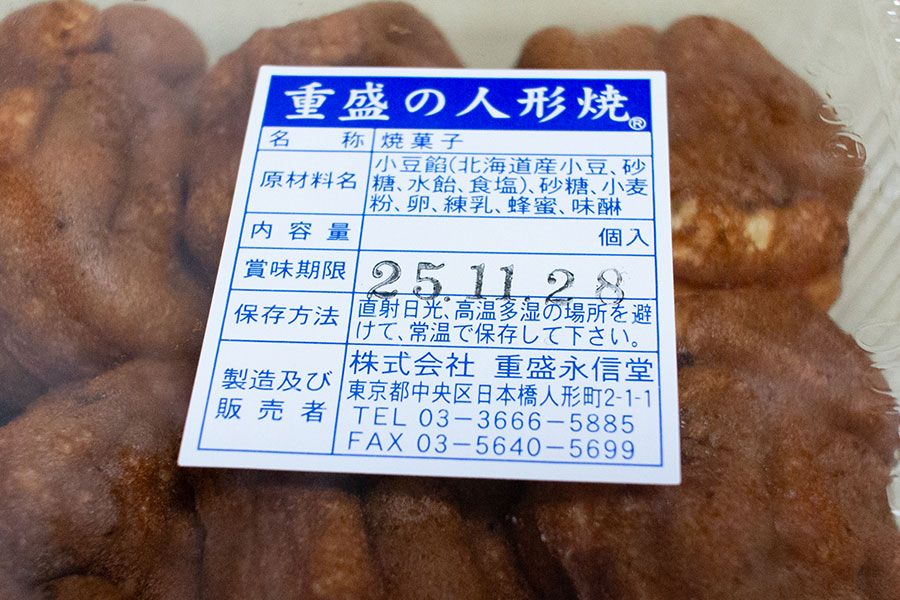 重盛の人形焼®
名称 焼菓子
原材料名 小豆餡(北海道産小豆、砂
糖、水飴、食塩)、砂糖、小麦
粉、卵、練乳、蜂蜜、味醂
内容量 個入
賞味期限 25.11.28
保存方法 直射日光、高温多湿の場所を避
けて、常温で保存して下さい。
製造及び
販売者
株式会社 重盛永信堂
東京都中央区日本橋人形町2-1-1
TEL 03-3666-5885
FAX 03-5640-5699